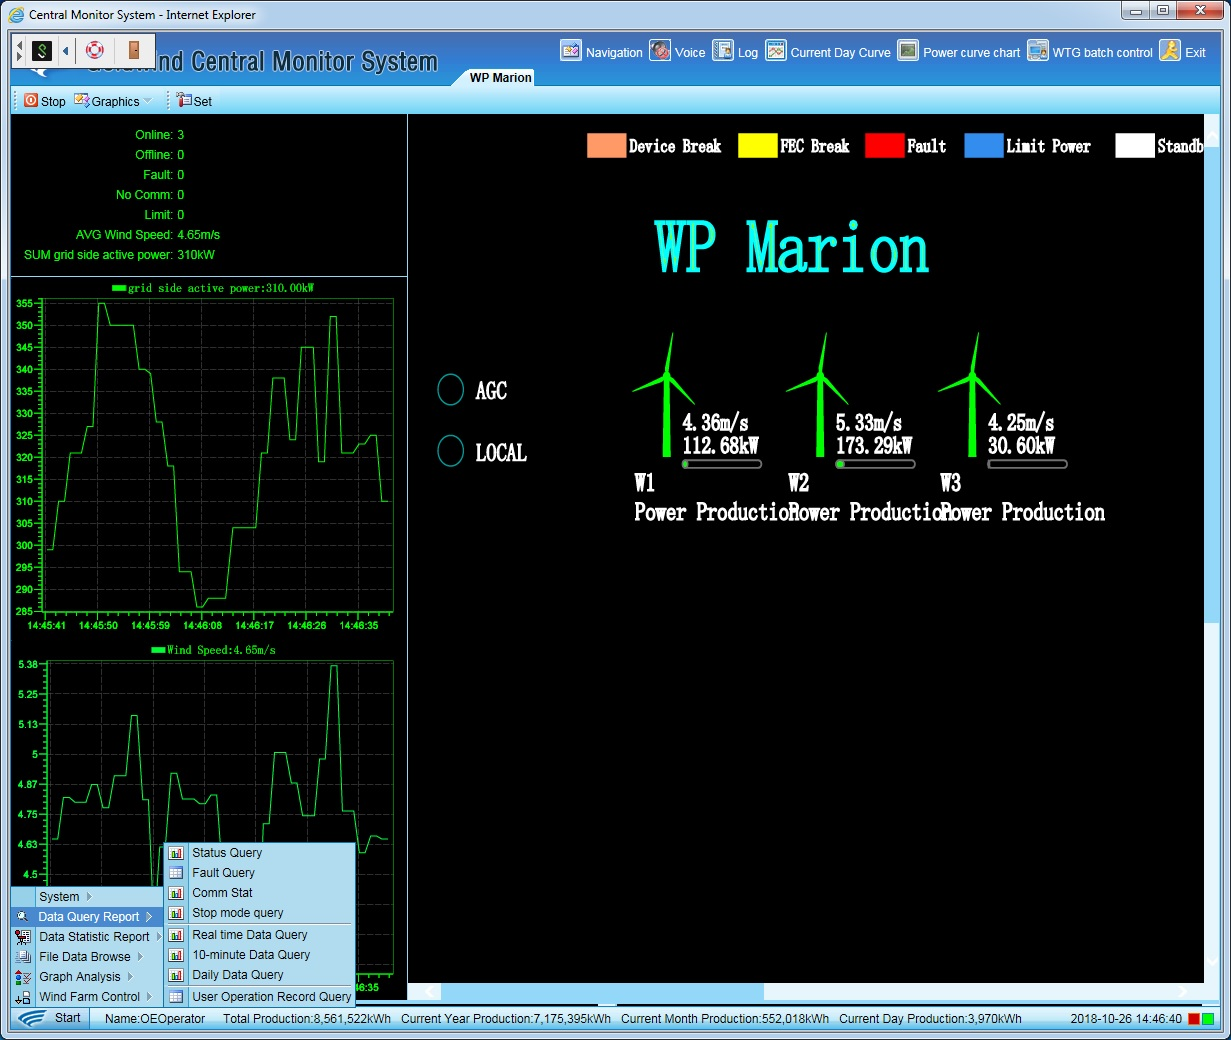 Central Monitor System - Internet Explorer
Goldwind Central Monitor System
WP Marion
Navigation Voice Log Current Day Curve Power curve chart WTG batch control Exit
Stop Graphics Set
Online: 3
Offline: 0
Fault: 0
No Comm: 0
Limit: 0
AVG Wind Speed: 4.65m/s
SUM grid side active power: 310kW
Device Break FEC Break Fault Limit Power Standb
WP Marion
grid side active power:310.00kW
355
350
345
340
335
330
325
320
315
310
305
300
295
290
285
14:45:41 14:45:50 14:45:59 14:46:08 14:46:17 14:46:26 14:46:35
AGC
LOCAL
4.36m/s
112.68kW
W1
Power Production
5.33m/s
173.29kW
W2
Power Production
4.25m/s
30.60kW
W3
Power Production
Wind Speed:4.65m/s
5.38
5.25
5.13
5
4.87
4.75
4.63
4.5
46:35
System
Data Query Report
Data Statistic Report
File Data Browse
Graph Analysis
Wind Farm Control
Status Query
Fault Query
Comm Stat
Stop mode query
Real time Data Query
10-minute Data Query
Daily Data Query
User Operation Record Query
Start Name:OEOperator Total Production:8,561,522kWh Current Year Production:7,175,395kWh Current Month Production:552,018kWh Current Day Production:3,970kWh 2018-10-26 14:46:40